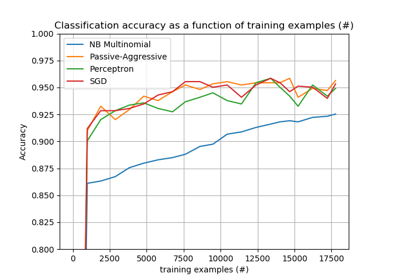 Classification accuracy as a function of training examples (#)
1.000
0.975
0.950
0.925
0.900
0.875
0.850
0.825
0.800
Accuracy
NB Multinomial
Passive-Aggressive
Perceptron
SGD
0 2500 5000 7500 10000 12500 15000 17500
training examples (#)